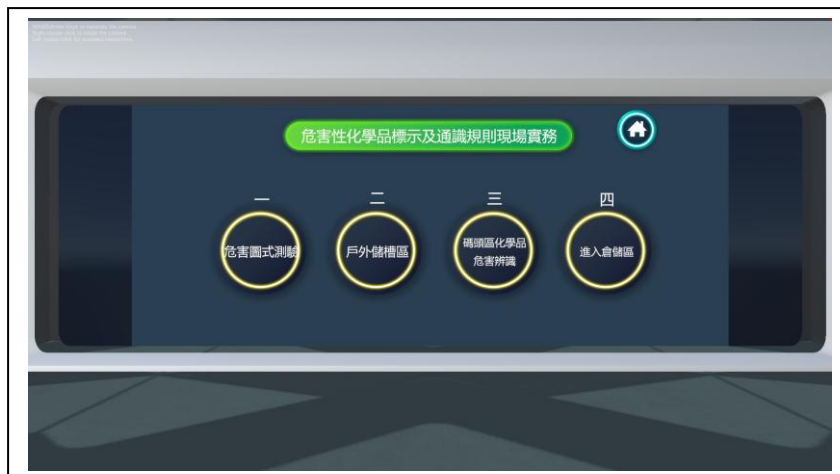 危害性化學品標示及通識規則現場實務
一
二
三
四
危害圖式測驗
戶外儲槽區
碼頭區化學品
危害辨識
進入倉儲區